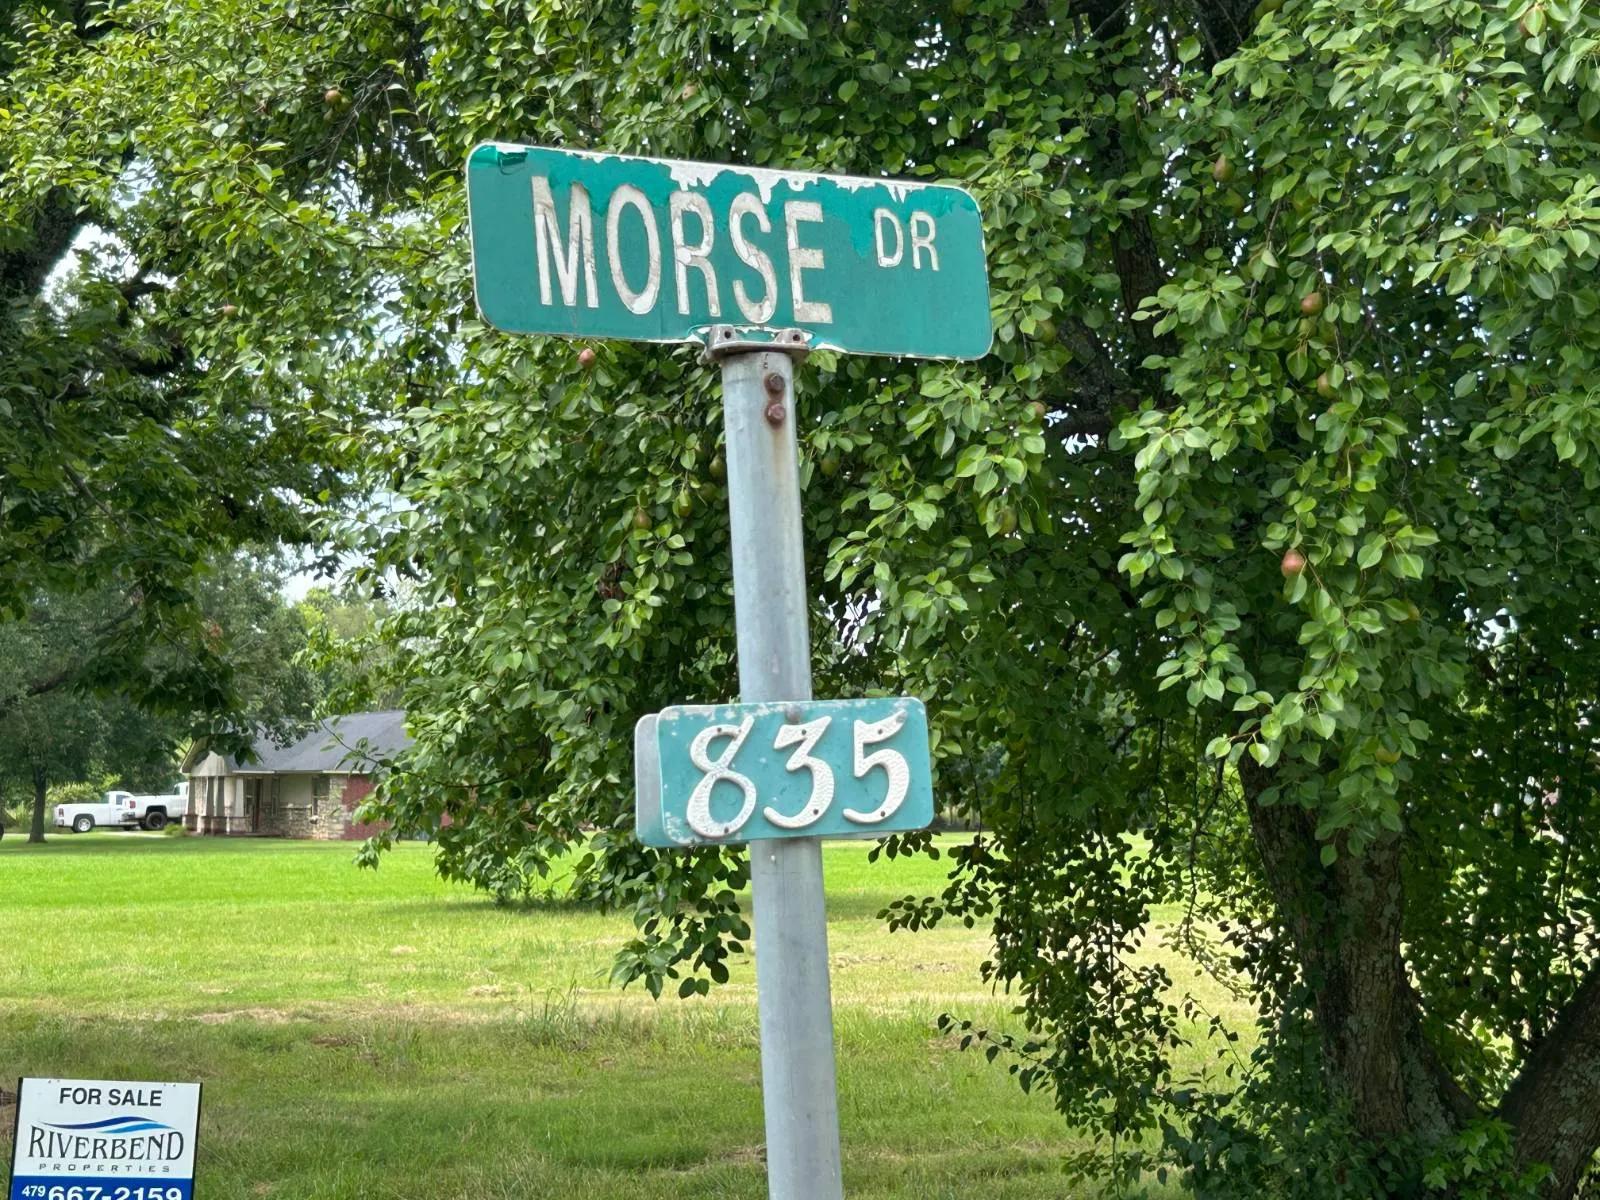 MORSE DR
835
FOR SALE
RIVERBEND
PROPERTIES
479 667-2159